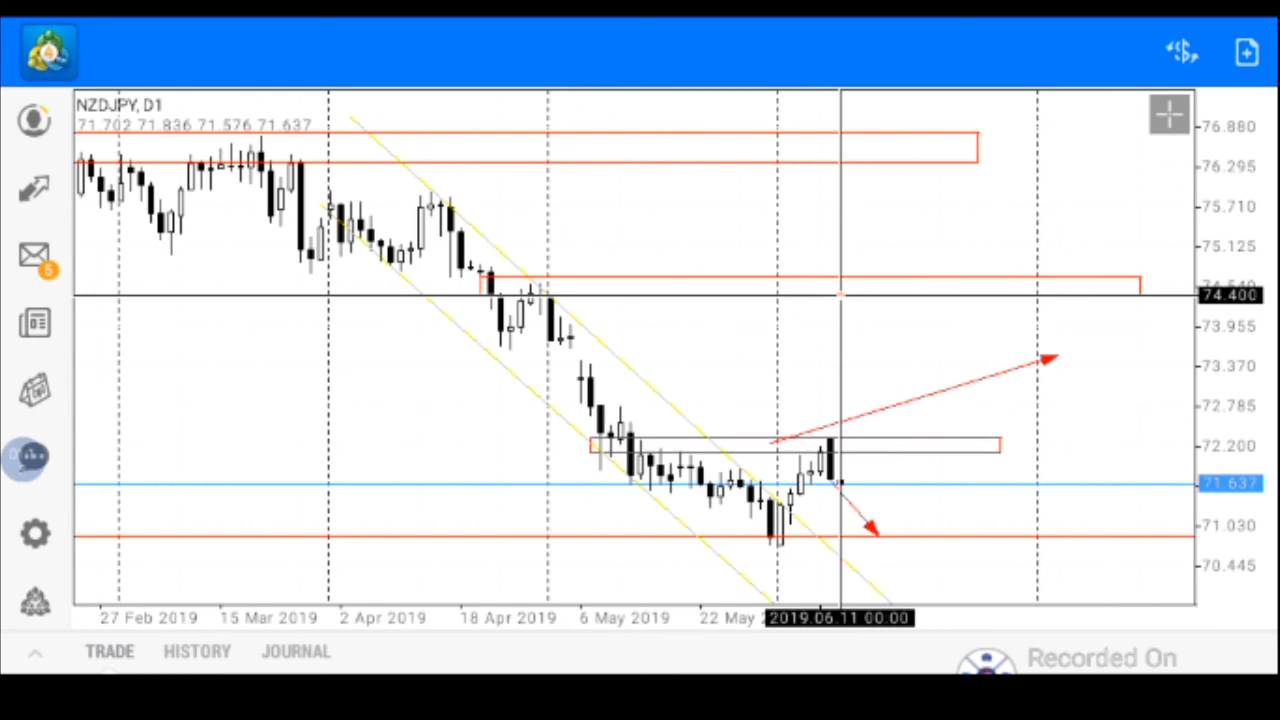 NZDJPY, D1
71.702 71.836 71.576 71.637
76.880
76.295
75.710
75.125
74.400
73.955
73.370
72.785
72.200
71.637
71.030
70.445
27 Feb 2019 15 Mar 2019 2 Apr 2019 18 Apr 2019 6 May 2019 22 May 2019.06.11 00:00
5
TRADE HISTORY JOURNAL
Recorded On